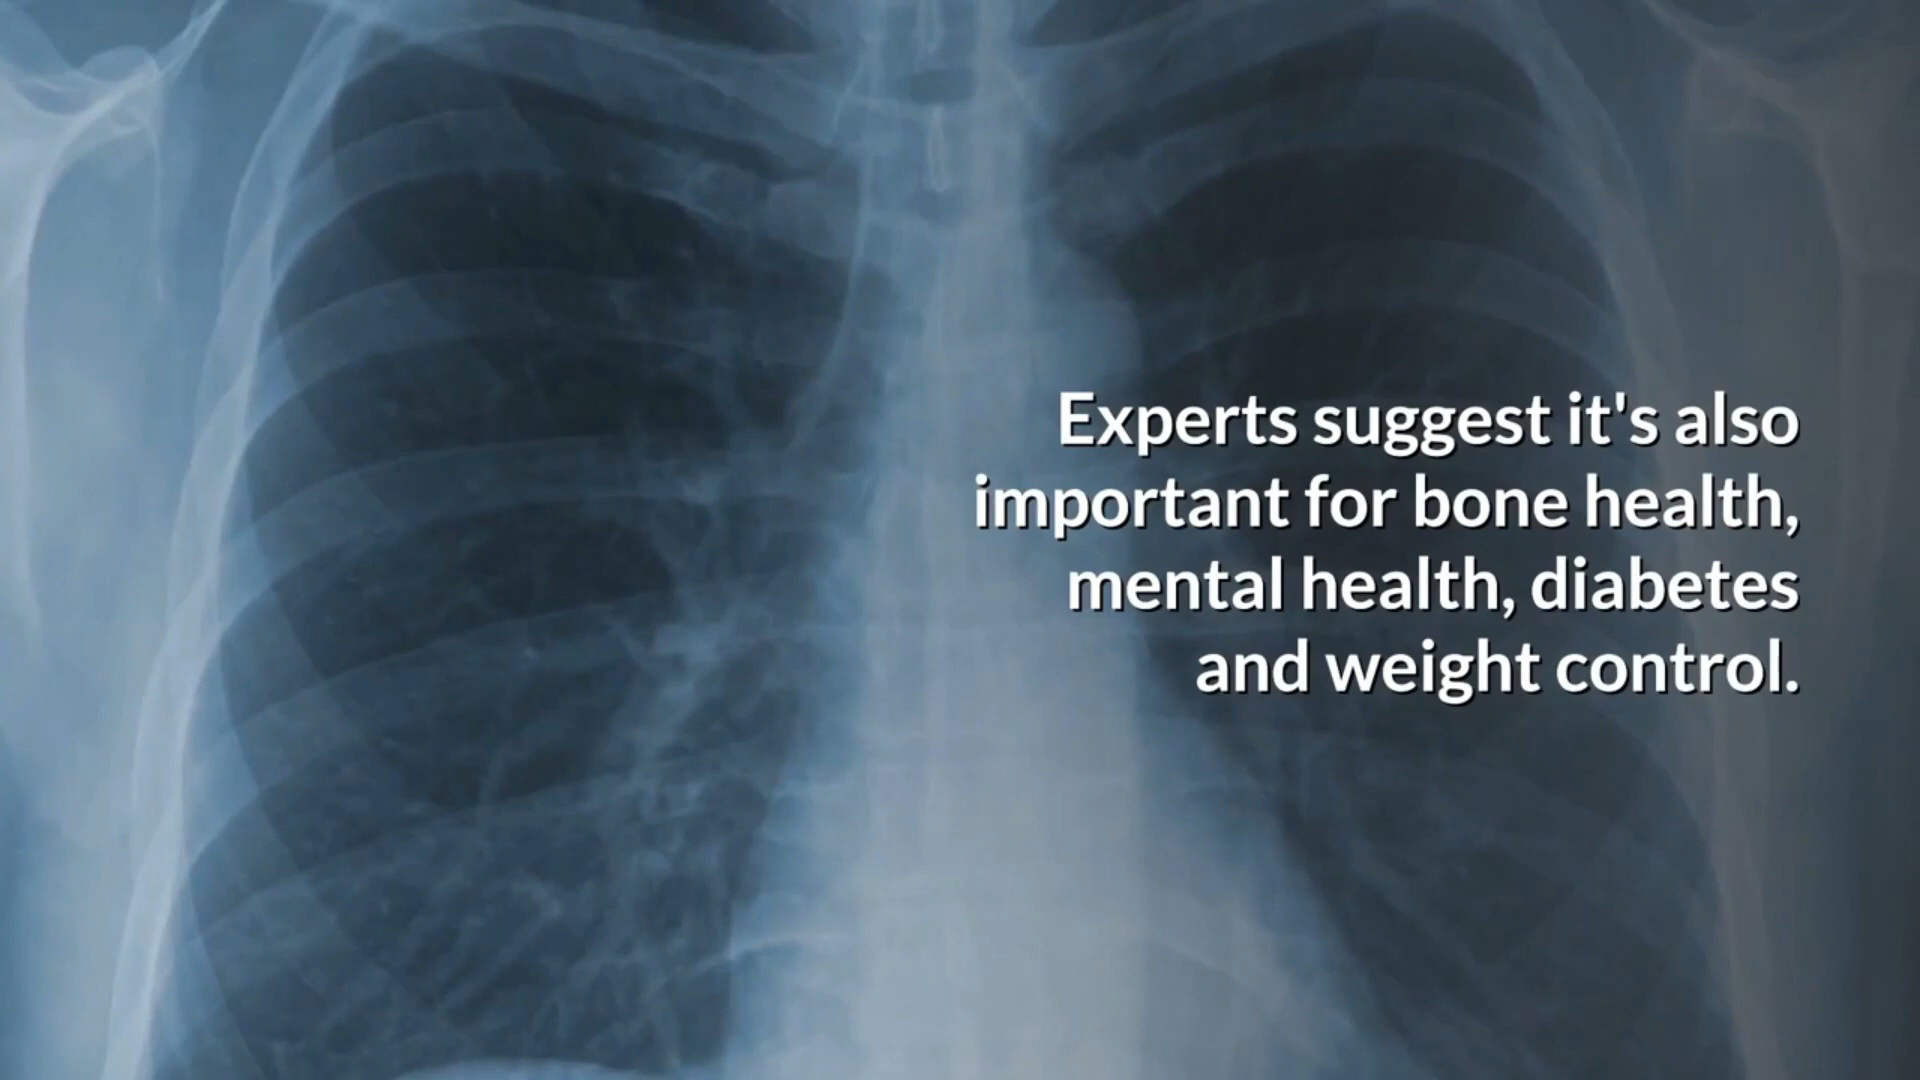 Experts suggest it's also
important for bone health,
mental health, diabetes
and weight control.